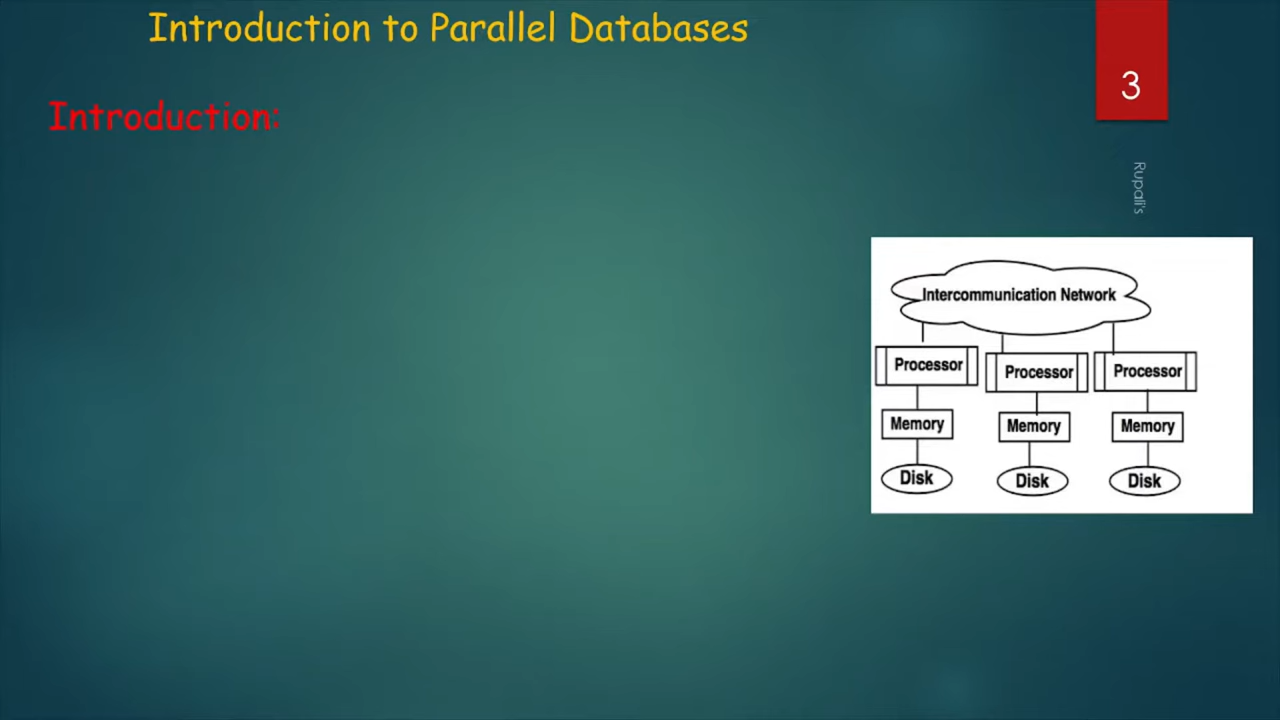 Introduction to Parallel Databases
3
Introduction:
Rupali's
Intercommunication Network
Processor Processor Processor
Memory Memory Memory
Disk Disk Disk